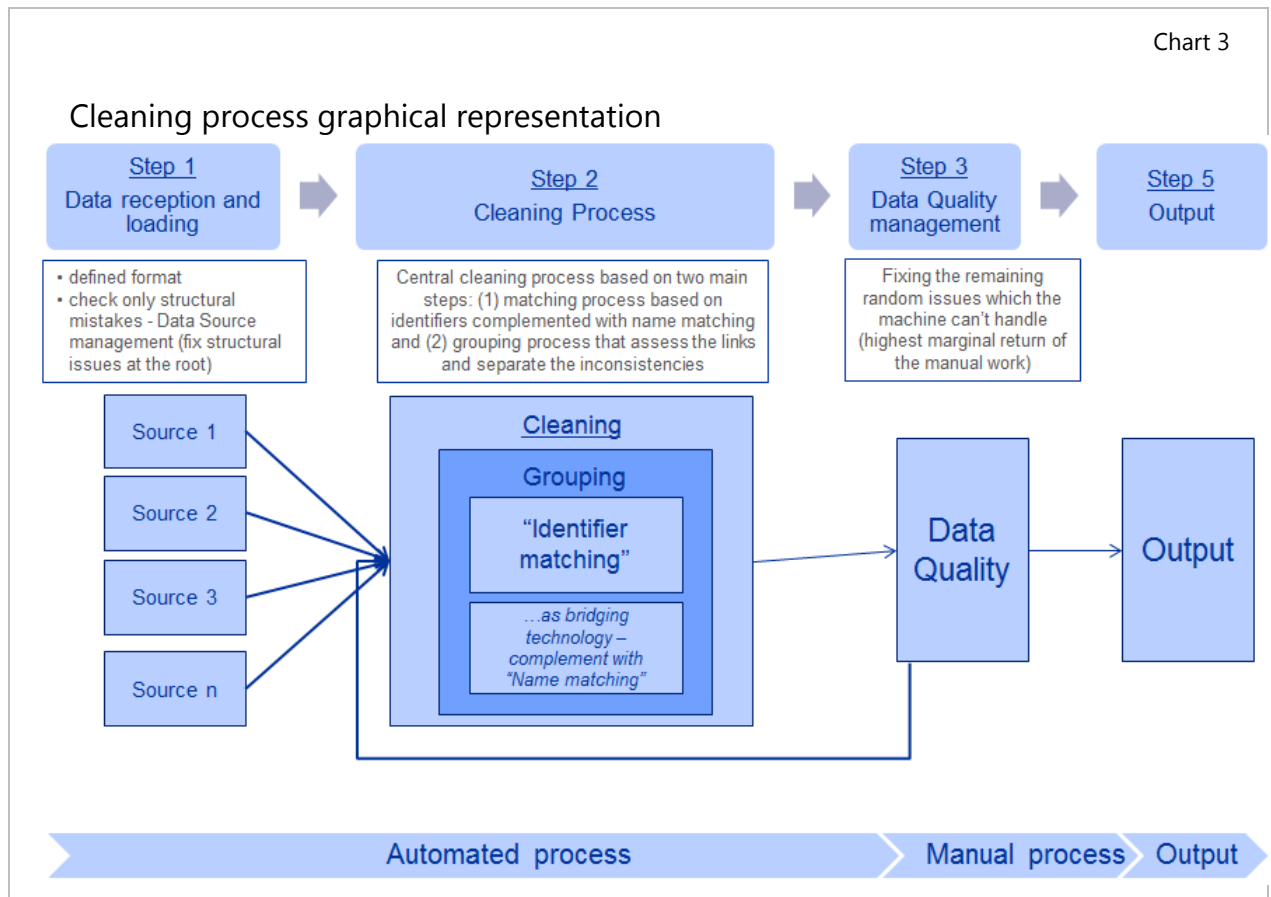 Chart 3
Cleaning process graphical representation
Step 1
Data reception and
loading
Step 2
Cleaning Process
Step 3
Data Quality
management
Step 5
Output
• defined format
• check only structural
mistakes - Data Source
management (fix structural
issues at the root)
Central cleaning process based on two main
steps: (1) matching process based on
identifiers complemented with name matching
and (2) grouping process that assess the links
and separate the inconsistencies
Fixing the remaining
random issues which the
machine can't handle
(highest marginal return of
the manual work)
Source 1
Source 2
Source 3
Source n
Cleaning
Grouping
“Identifier
matching”
…as bridging
technology –
complement with
“Name matching”
Data
Quality
Output
Automated process
Manual process
Output